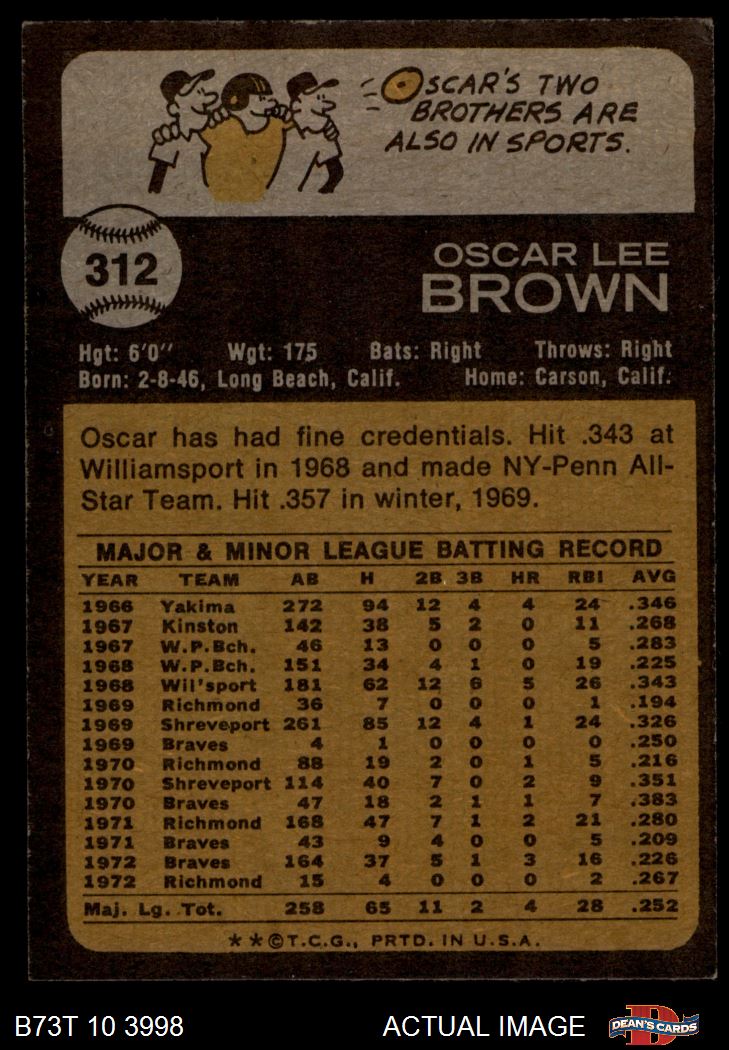 OSCAR'S TWO
BROTHERS ARE
ALSO IN SPORTS.
312
OSCAR LEE
BROWN
Hgt: 6'0" Wgt: 175 Bats: Right Throws: Right
Born: 2-8-46, Long Beach, Calif. Home: Carson, Calif.
Oscar has had fine credentials. Hit .343 at
Williamsport in 1968 and made NY-Penn All-
Star Team. Hit .357 in winter, 1969.
MAJOR & MINOR LEAGUE BATTING RECORD
YEAR TEAM AB H 2B 3B HR RBI AVG
1966 Yakima 272 94 12 4 4 24 .346
1967 Kinston 142 38 5 2 0 11 .268
1967 W.P.Bch. 46 13 0 0 0 5 .283
1968 W.P.Bch. 151 34 4 1 0 19 .225
1968 Wil'sport 181 62 12 6 5 26 .343
1969 Richmond 36 7 0 0 0 1 .194
1969 Shreveport 261 85 12 4 1 24 .326
1969 Braves 4 1 0 0 0 0 .250
1970 Richmond 88 19 2 0 1 5 .216
1970 Shreveport 114 40 7 0 2 9 .351
1970 Braves 47 18 2 1 1 7 .383
1971 Richmond 168 47 7 1 2 21 .280
1971 Braves 43 9 4 0 0 5 .209
1972 Braves 164 37 5 1 3 16 .226
1972 Richmond 15 4 0 0 0 2 .267
Maj. Lg. Tot. 258 65 11 2 4 28 .252
* * © T.C.G., PRTD. IN U.S.A.
B73T 10 3998 ACTUAL IMAGE DEAN'S CARDS